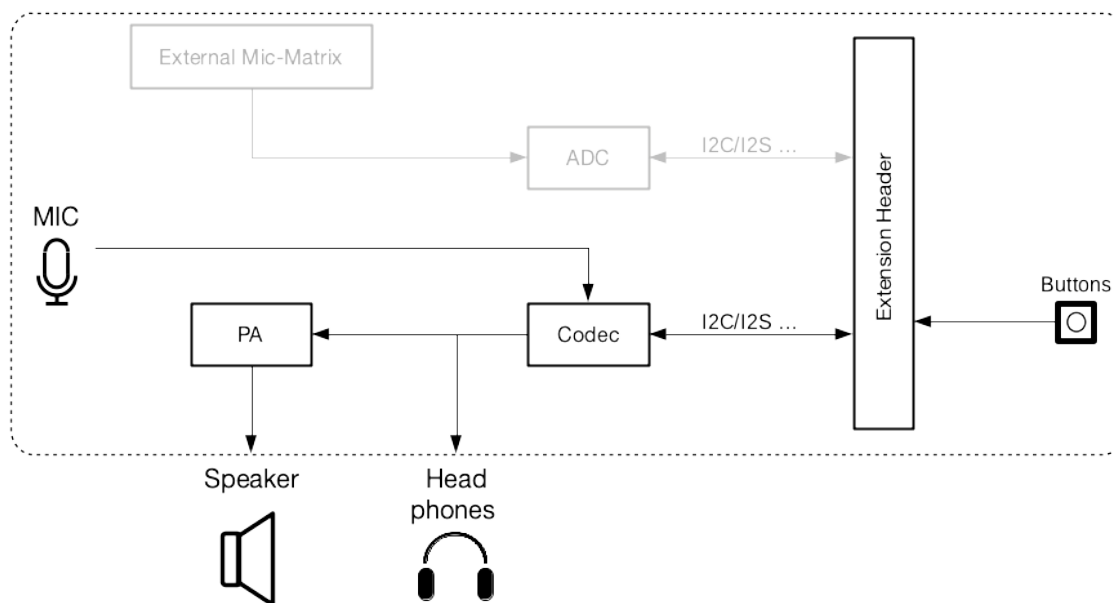 External Mic-Matrix
ADC
I2C/I2S ...
MIC
Extension Header
Buttons
PA
Codec
I2C/I2S ...
Speaker
Head
phones